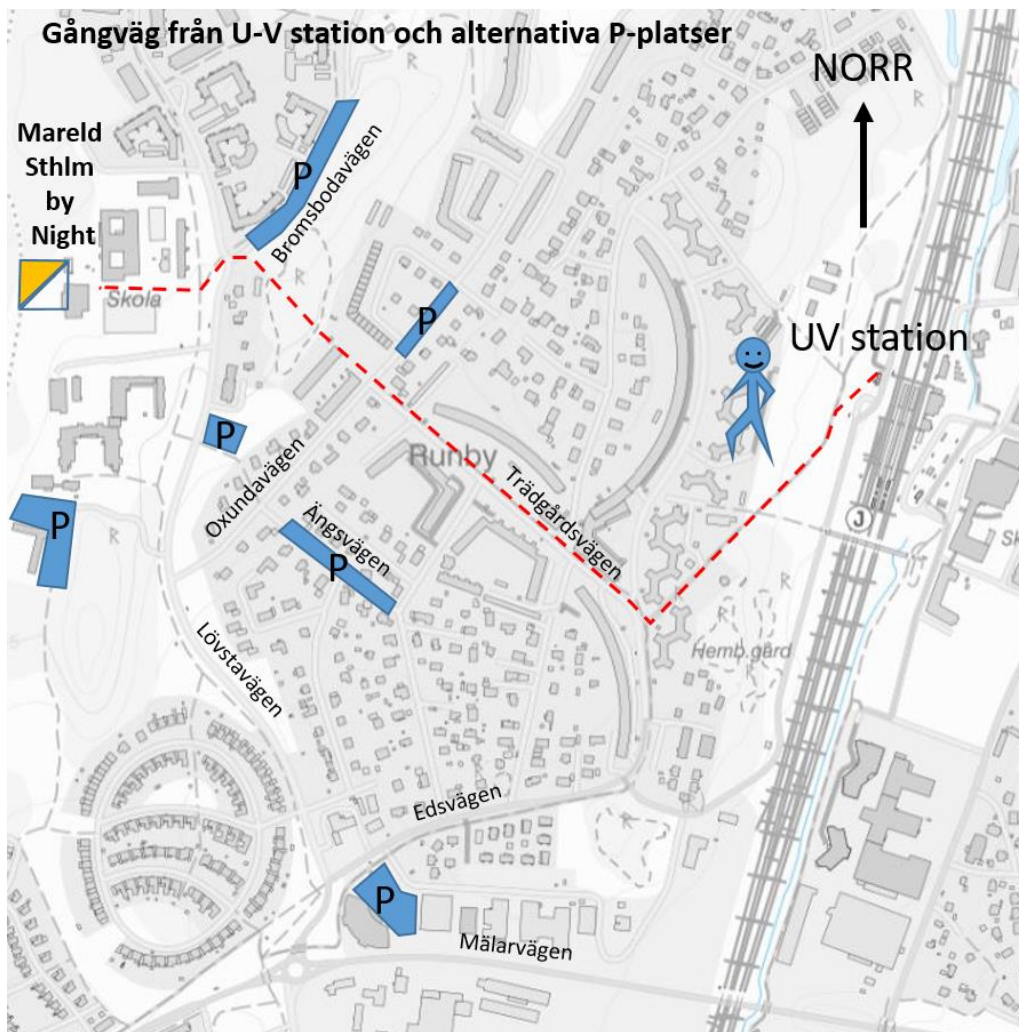 Gångväg från U-V station och alternativa P-platser
NORR
Mareld
Sthlm
by
Night
P
Bromsbodavägen
Skola
P
UV station
P
Oxundavägen
Runby
Trädgårdsvägen
P
Ängsvägen
P
J
Lövstavägen
Hemb.gård
Edsvägen
P
Mälarvägen
R
R
R
R
R
R